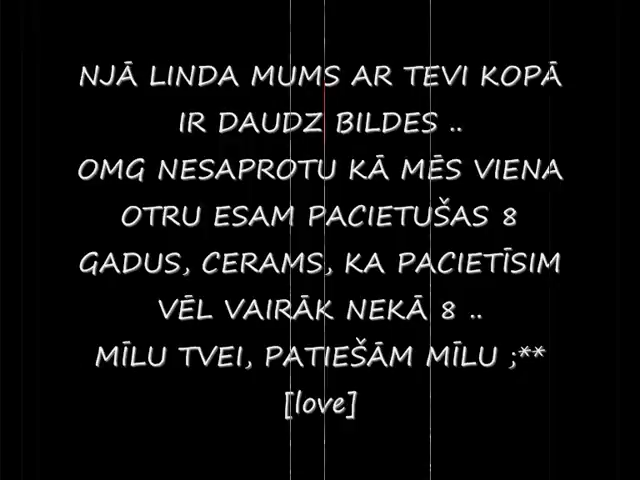 NJĀ LINDA MUMS AR TEVI KOPĀ
IR DAUDZ BILDES ..
OMG NESAPROTU KĀ MĒS VIENA
OTRU ESAM PACIETUŠAS 8
GADUS, CERAMS, KA PACIETĪSIM
VĒL VAIRĀK NEKĀ 8 ..
MĪLU TVEI, PATIEŠĀM MĪLU ;**
[love]